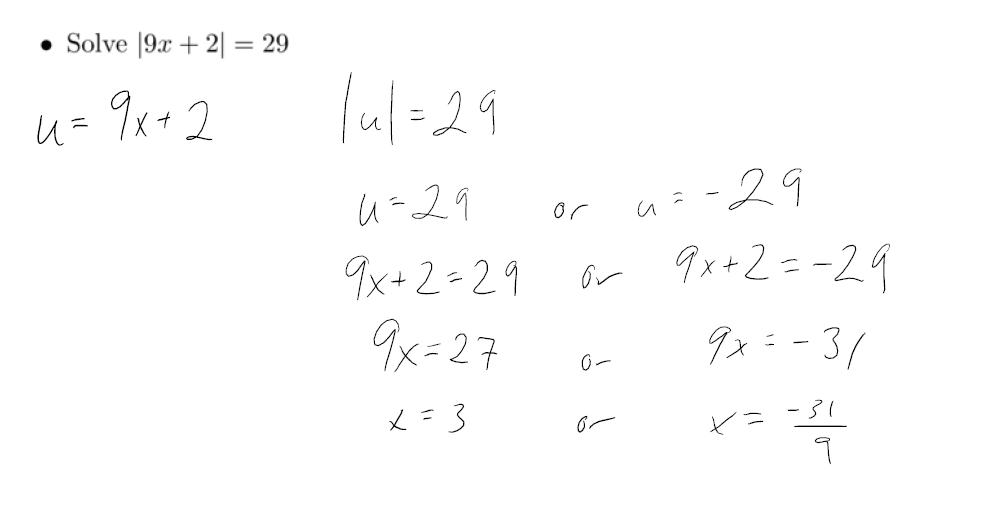 • Solve |9x + 2| = 29
u = 9x + 2 |u| = 29
u = 29 or u = -29
9x + 2 = 29 or 9x + 2 = -29
9x = 27 or 9x = -31
x = 3 or x = -31/9